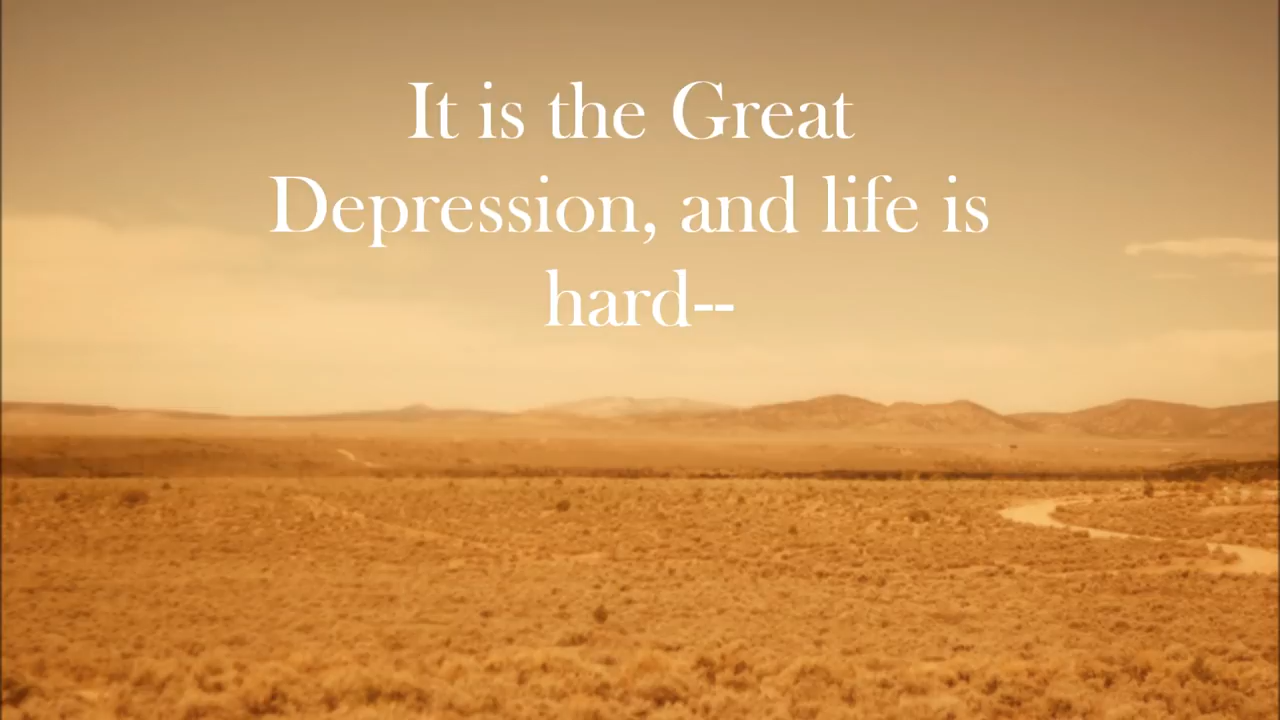 It is the Great
Depression, and life is
hard--